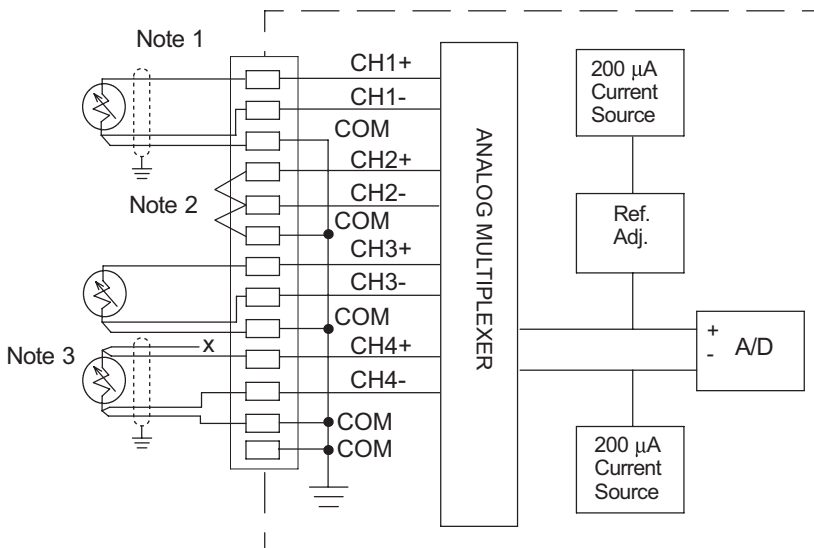 Note 1
CH1+
CH1-
COM
CH2+
Note 2
CH2-
COM
CH3+
CH3-
COM
Note 3
x
CH4+
CH4-
COM
COM
ANALOG MULTIPLEXER
200 μA
Current
Source
Ref.
Adj.
+
-
A/D
200 μA
Current
Source